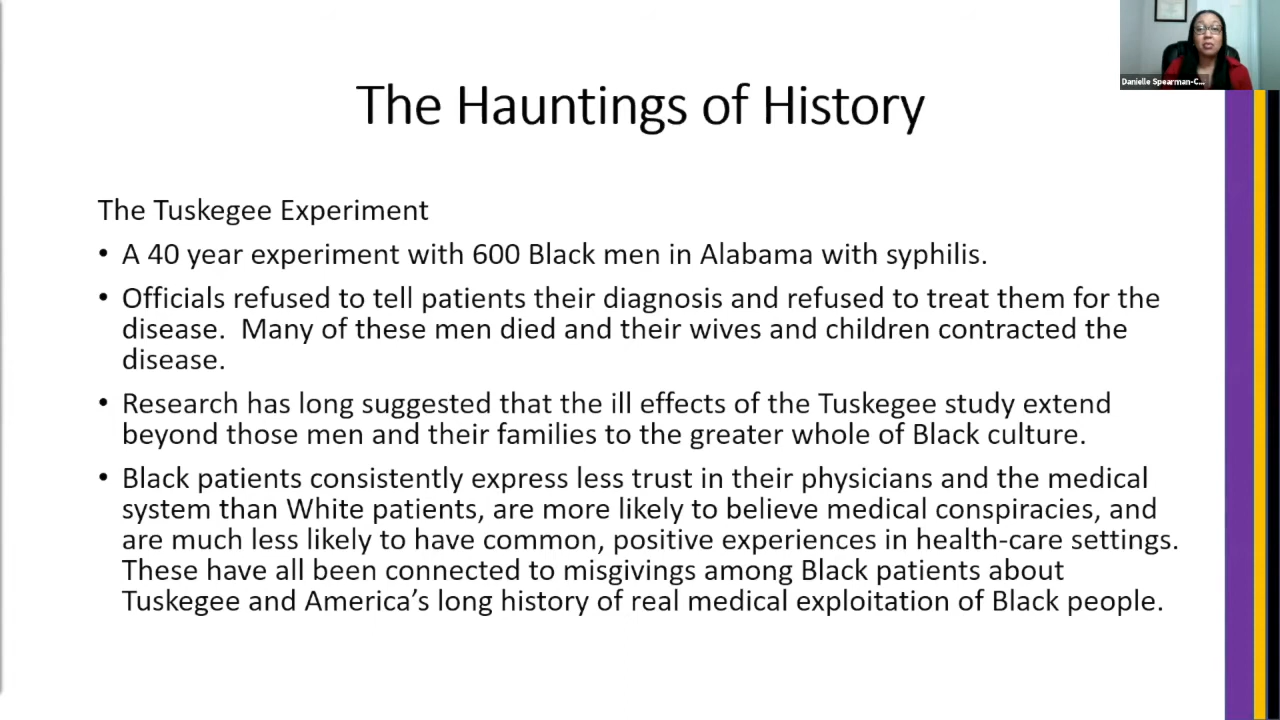 Danielle Spearman-C...
The Hauntings of History
The Tuskegee Experiment
• A 40 year experiment with 600 Black men in Alabama with syphilis.
• Officials refused to tell patients their diagnosis and refused to treat them for the
disease.  Many of these men died and their wives and children contracted the
disease.
• Research has long suggested that the ill effects of the Tuskegee study extend
beyond those men and their families to the greater whole of Black culture.
• Black patients consistently express less trust in their physicians and the medical
system than White patients, are more likely to believe medical conspiracies, and
are much less likely to have common, positive experiences in health-care settings.
These have all been connected to misgivings among Black patients about
Tuskegee and America’s long history of real medical exploitation of Black people.